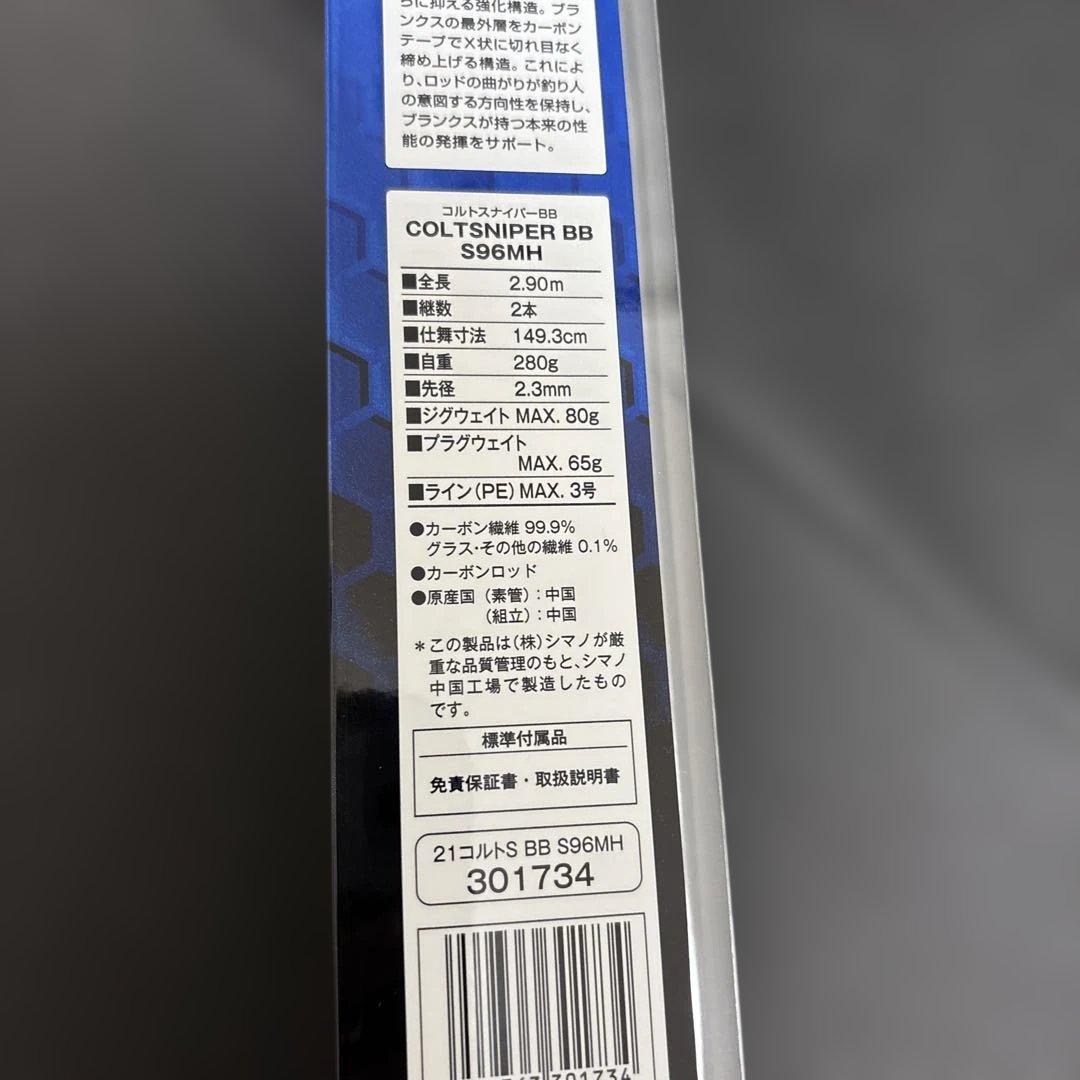 らに抑える強化構造。ブラ
ンクスの最外層をカーボン
テープでX状に切れ目なく
締め上げる構造。これによ
り、ロッドの曲がりが釣り人
の意図する方向性を保持し、
ブランクスが持つ本来の性
能の発揮をサポート。
コルトスナイパーBB
COLTSNIPER BB
S96MH
■全長 2.90m
■継数 2本
■仕舞寸法 149.3cm
■自重 280g
■先径 2.3mm
■ジグウェイト MAX. 80g
■プラグウェイト
MAX. 65g
■ライン(PE) MAX. 3号
●カーボン繊維 99.9%
グラス・その他の繊維 0.1%
●カーボンロッド
●原産国(素管):中国
(組立):中国
*この製品は(株)シマノが厳
重な品質管理のもと、シマノ
中国工場で製造したもの
です。
標準付属品
免責保証書・取扱説明書
21コルトS BB S96MH
301734
301734